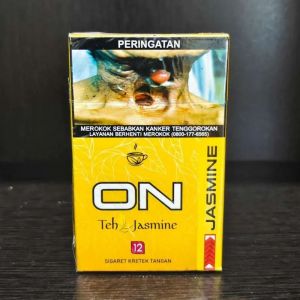 PERINGATAN
MEROKOK SEBABKAN KANKER TENGGOROKAN
LAYANAN BERHENTI MEROKOK (0800-177-6565)
ON
Teh Jasmine
12
SIGARET KRETEK TANGAN
JASMINE